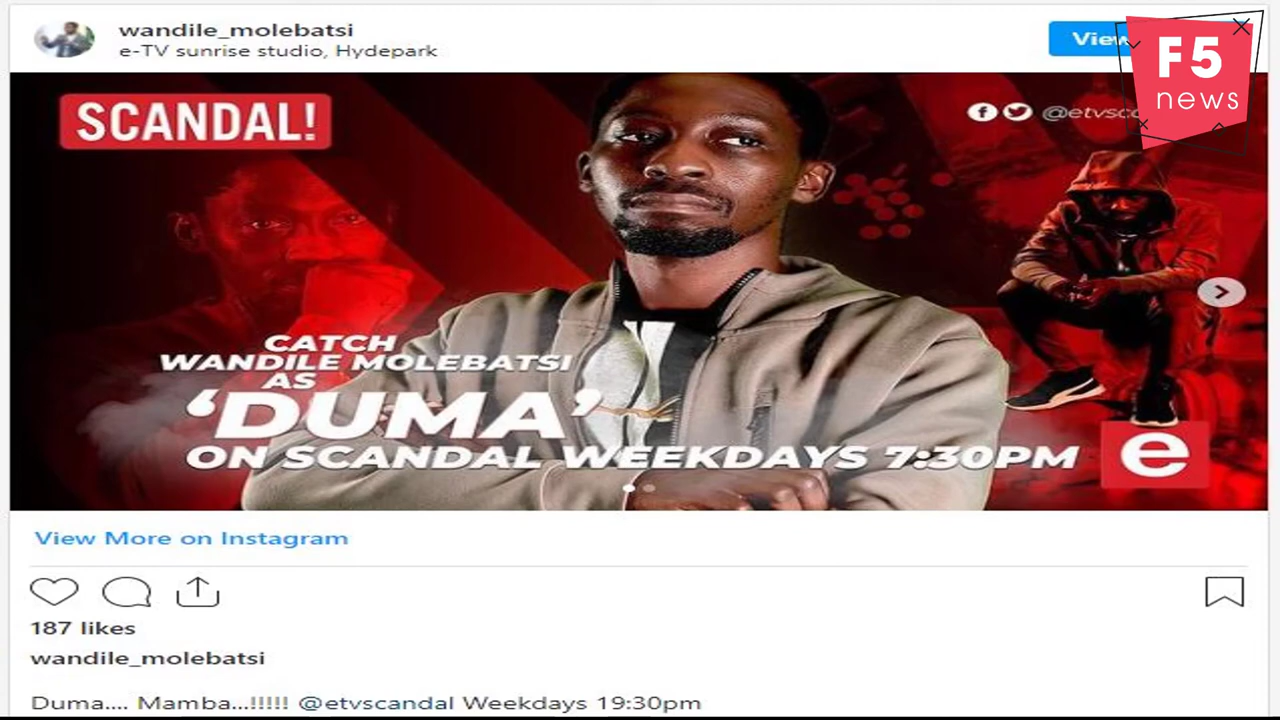 wandile_molebatsi
e-TV sunrise studio, Hydepark
View
F5
news
SCANDAL!
CATCH
WANDILE MOLEBATSI
AS
‘DUMA’
ON SCANDAL WEEKDAYS 7:30PM
e
View More on Instagram
187 likes
wandile_molebatsi
Duma.... Mamba...!!!!! @etvscandal Weekdays 19:30pm